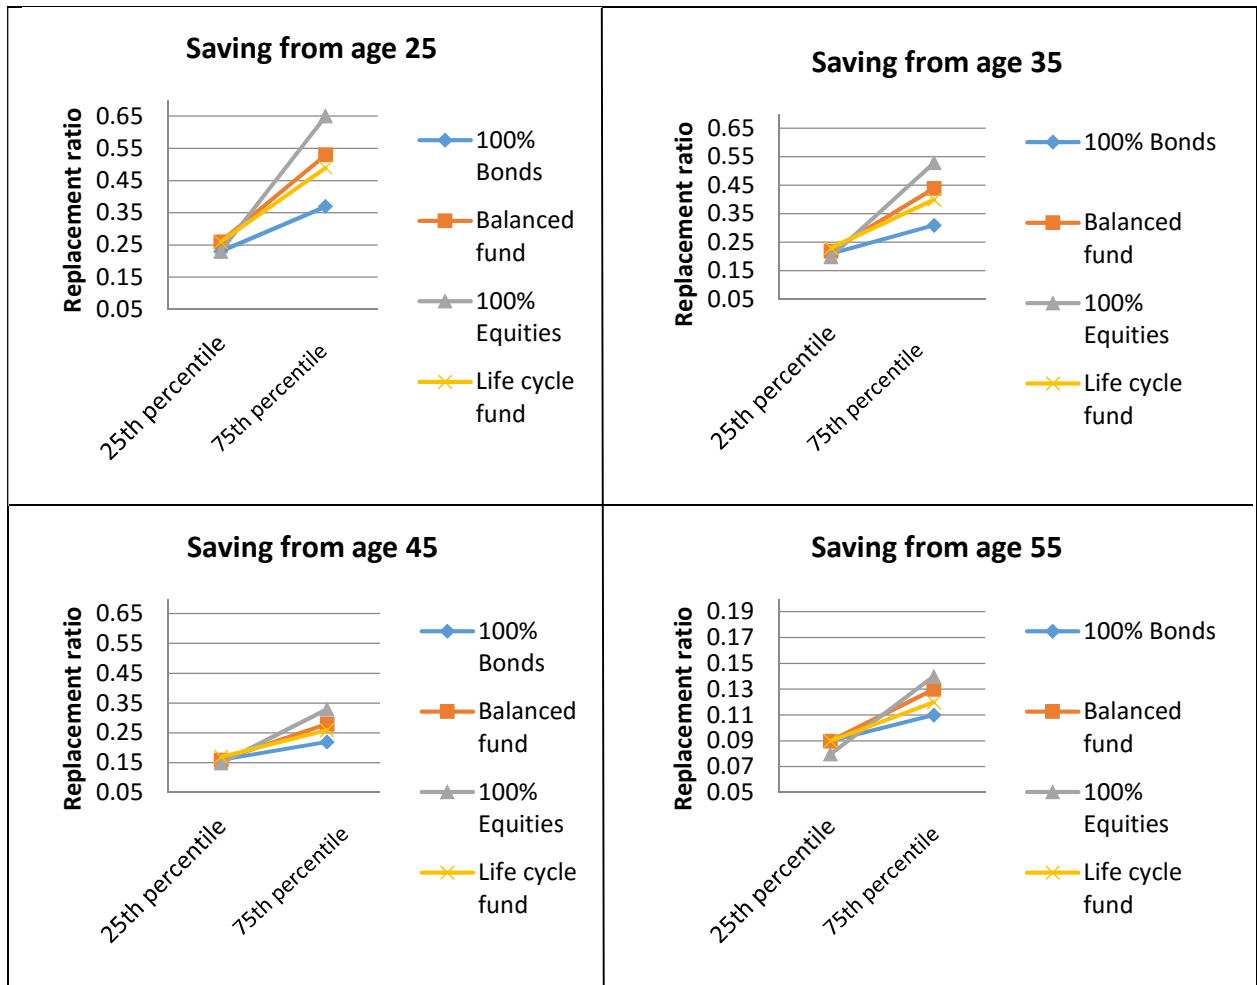 Saving from age 25
Replacement ratio
0.65
0.55
0.45
0.35
0.25
0.15
0.05
25th percentile
75th percentile
100%
Bonds
Balanced
fund
100%
Equities
Life cycle
fund
Saving from age 35
Replacement ratio
0.65
0.55
0.45
0.35
0.25
0.15
0.05
25th percentile
75th percentile
100% Bonds
Balanced
fund
100%
Equities
Life cycle
fund
Saving from age 45
Replacement ratio
0.65
0.55
0.45
0.35
0.25
0.15
0.05
25th percentile
75th percentile
100%
Bonds
Balanced
fund
100%
Equities
Life cycle
fund
Saving from age 55
Replacement ratio
0.19
0.17
0.15
0.13
0.11
0.09
0.07
0.05
25th percentile
75th percentile
100% Bonds
Balanced
fund
100%
Equities
Life cycle
fund